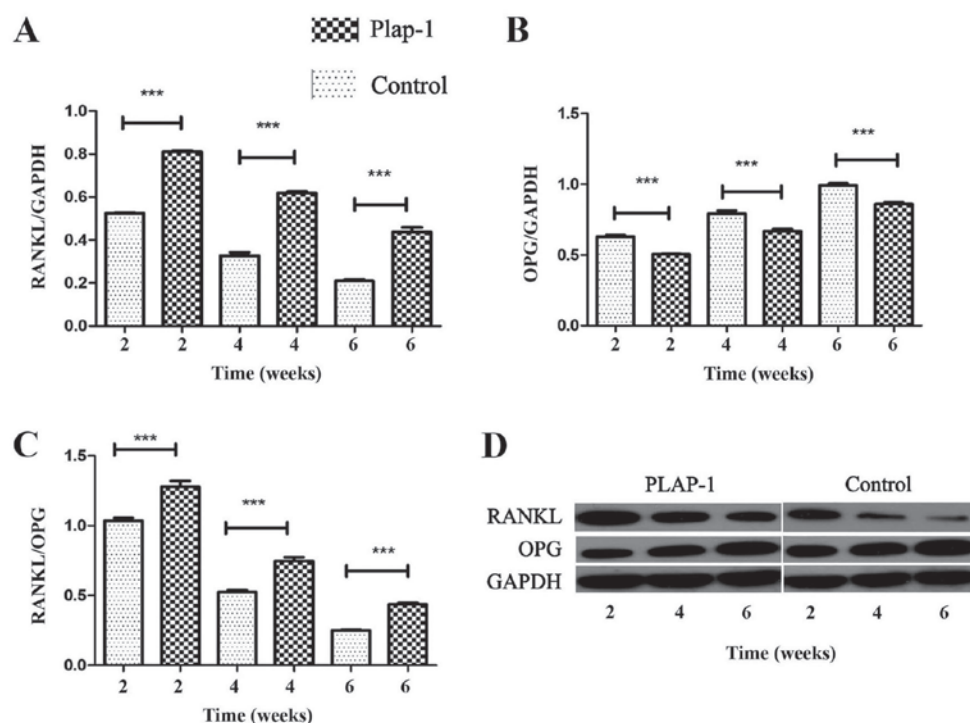 A
Plap-1
Control
***
***
***
RANKL/GAPDH
1.0
0.8
0.6
0.4
0.2
0.0
2 2 4 4 6 6
Time (weeks)
B
***
***
***
OPG/GAPDH
1.5
1.0
0.5
0.0
2 2 4 4 6 6
Time (weeks)
C
***
***
***
RANKL/OPG
1.5
1.0
0.5
0.0
2 2 4 4 6 6
Time (weeks)
D
PLAP-1 Control
RANKL
OPG
GAPDH
2 4 6 2 4 6
Time (weeks)